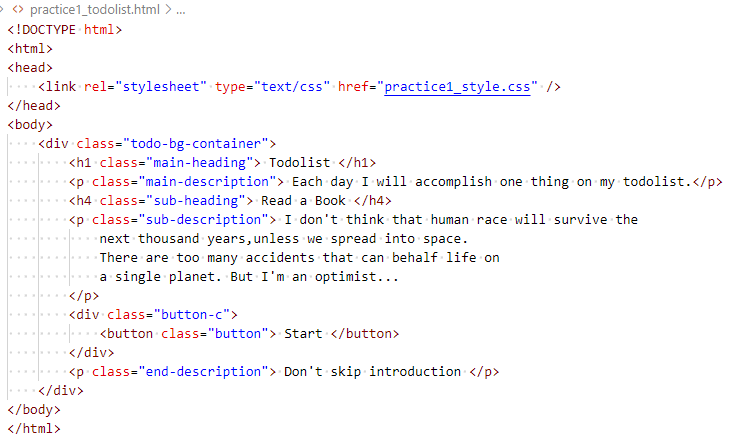 <> practice1_todolist.html > ...
<!DOCTYPE html>
<html>
<head>
    <link rel="stylesheet" type="text/css" href="practice1_style.css" />
</head>
<body>
    <div class="todo-bg-container">
        <h1 class="main-heading"> Todolist </h1>
        <p class="main-description"> Each day I will accomplish one thing on my todolist.</p>
        <h4 class="sub-heading"> Read a Book </h4>
        <p class="sub-description"> I don't think that human race will survive the
            next thousand years,unless we spread into space.
            There are too many accidents that can behalf life on
            a single planet. But I'm an optimist...
        </p>
        <div class="button-c">
            <button class="button"> Start </button>
        </div>
        <p class="end-description"> Don't skip introduction </p>
    </div>
</body>
</html>